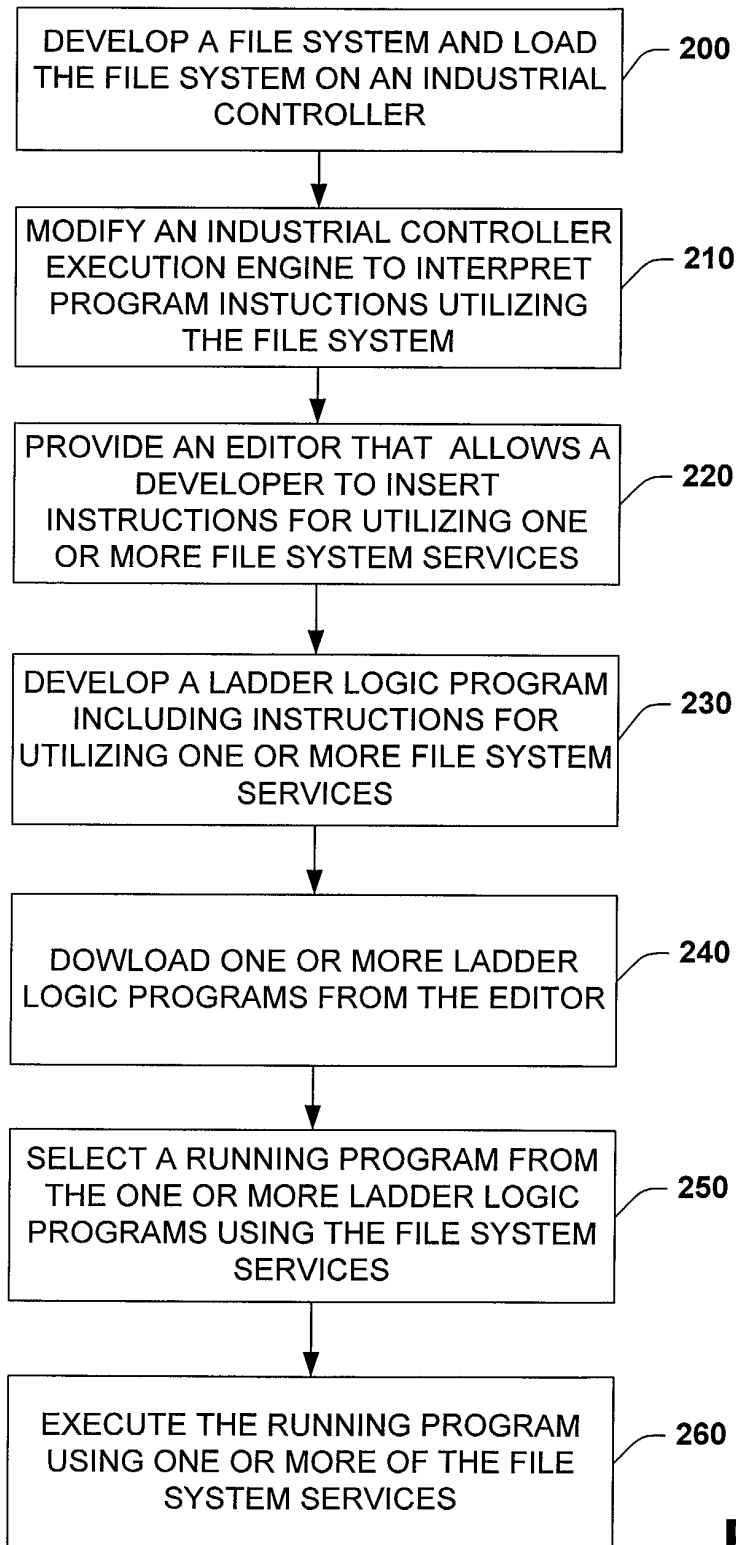 DEVELOP A FILE SYSTEM AND LOAD
THE FILE SYSTEM ON AN INDUSTRIAL
CONTROLLER
200
MODIFY AN INDUSTRIAL CONTROLLER
EXECUTION ENGINE TO INTERPRET
PROGRAM INSTUCTIONS UTILIZING
THE FILE SYSTEM
210
PROVIDE AN EDITOR THAT ALLOWS A
DEVELOPER TO INSERT
INSTRUCTIONS FOR UTILIZING ONE
OR MORE FILE SYSTEM SERVICES
220
DEVELOP A LADDER LOGIC PROGRAM
INCLUDING INSTRUCTIONS FOR
UTILIZING ONE OR MORE FILE SYSTEM
SERVICES
230
DOWLOAD ONE OR MORE LADDER
LOGIC PROGRAMS FROM THE EDITOR
240
SELECT A RUNNING PROGRAM FROM
THE ONE OR MORE LADDER LOGIC
PROGRAMS USING THE FILE SYSTEM
SERVICES
250
EXECUTE THE RUNNING PROGRAM
USING ONE OR MORE OF THE FILE
SYSTEM SERVICES
260